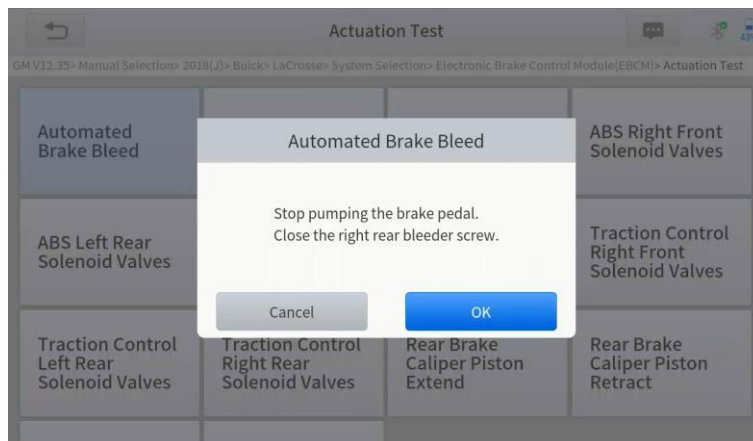 Actuation Test
43%
GM V12.35> Manual Selection> 2018(J)> Buick> LaCrosse> System Selection> Electronic Brake Control Module(EBCM)> Actuation Test
Automated
Brake Bleed
ABS Right Front
Solenoid Valves
Automated Brake Bleed
Stop pumping the brake pedal.
Close the right rear bleeder screw.
Cancel
OK
ABS Left Rear
Solenoid Valves
Traction Control
Right Front
Solenoid Valves
Traction Control
Left Rear
Solenoid Valves
Traction Control
Right Rear
Solenoid Valves
Rear Brake
Caliper Piston
Extend
Rear Brake
Caliper Piston
Retract